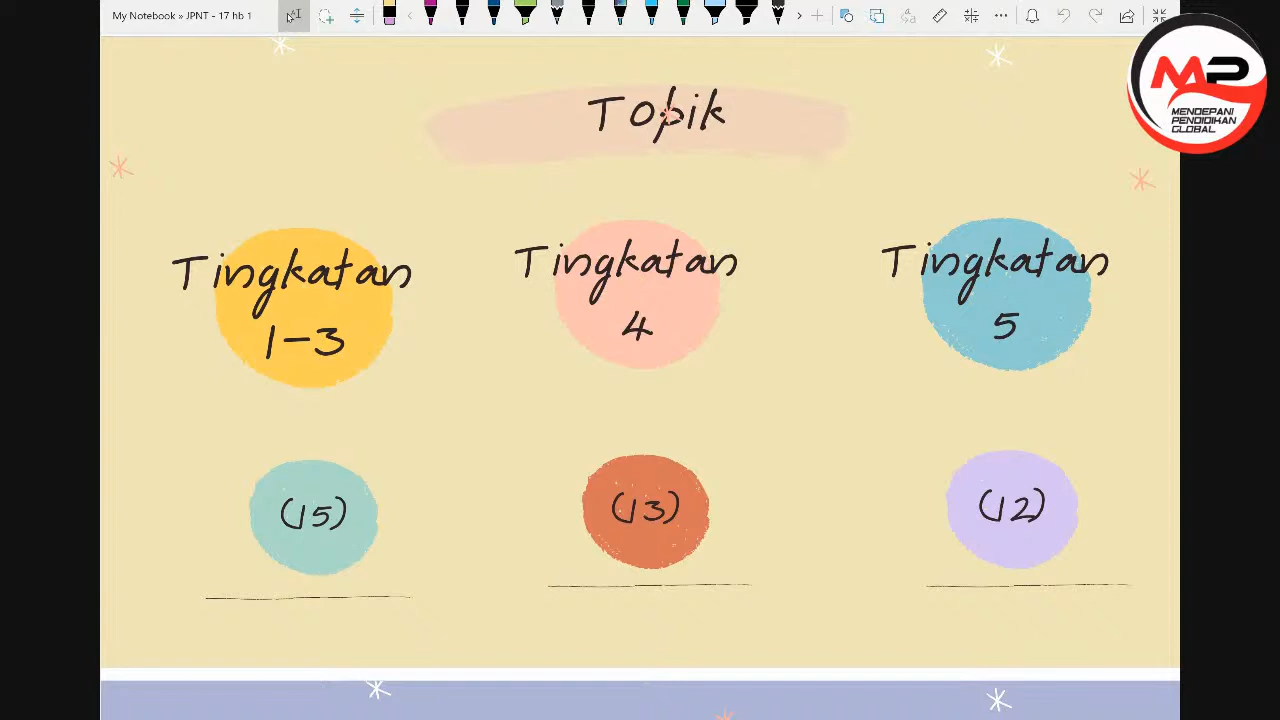 My Notebook » JPNT - 17 hb 1
MP
MENDEPANI
PENDIDIKAN
GLOBAL
Topik
Tingkatan
1-3
Tingkatan
4
Tingkatan
5
(15)
(13)
(12)